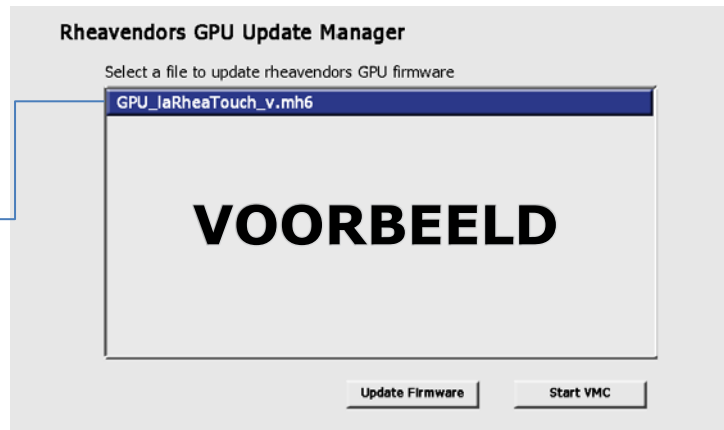 Rheavendors GPU Update Manager
Select a file to update rheavendors GPU firmware
GPU_laRheaTouch_v.mh6
VOORBEELD
Update Firmware
Start VMC